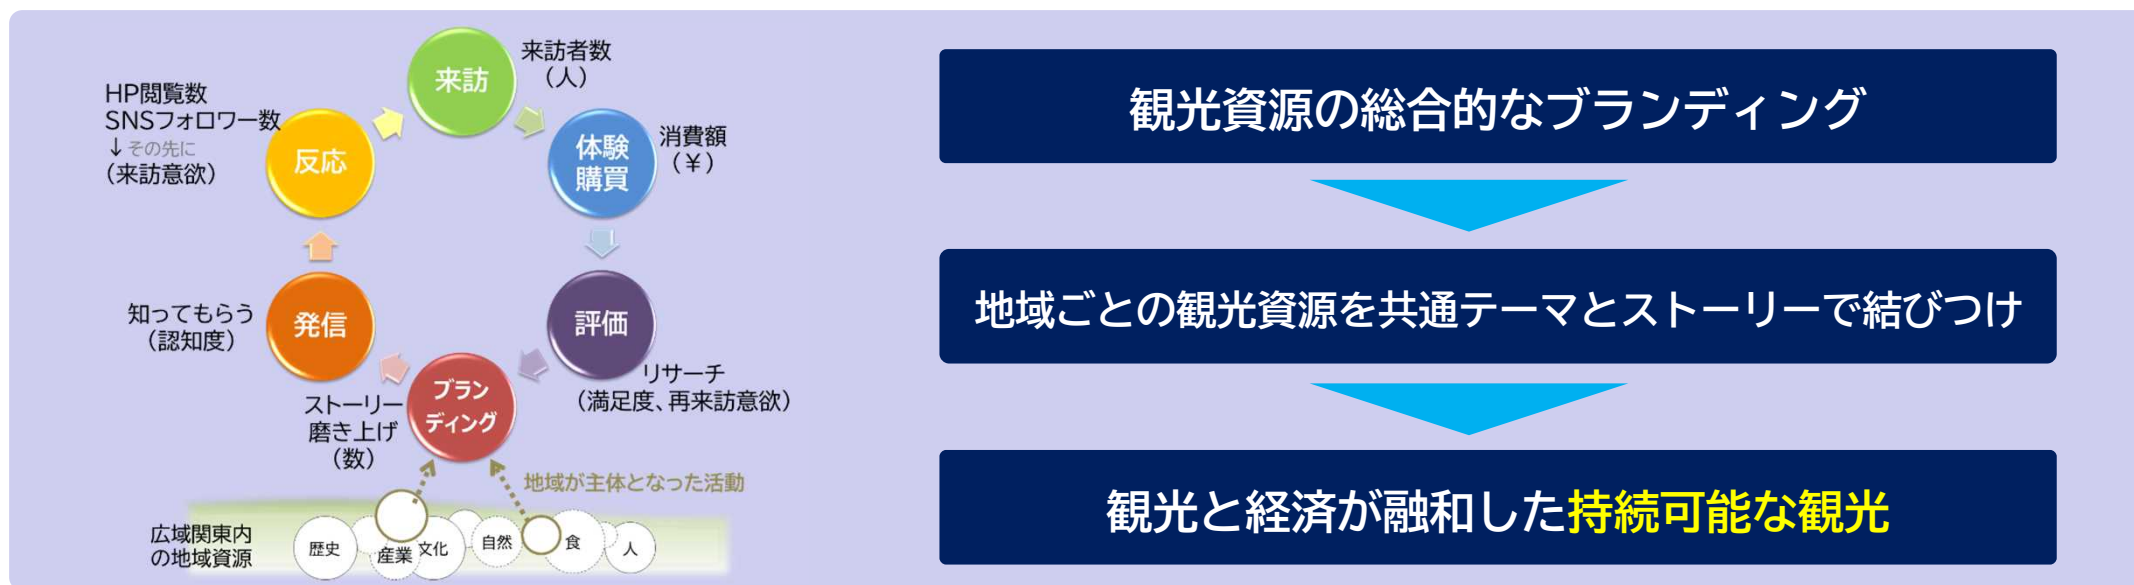 来訪
来訪者数
(人)
HP閲覧数
SNSフォロワー数
↓その先に
(来訪意欲)
反応
体験
購買
消費額
(¥)
知ってもらう
(認知度)
発信
評価
リサーチ
(満足度、再来訪意欲)
ブラン
ディング
ストーリー
磨き上げ
(数)
地域が主体となった活動
広域関東内
の地域資源
歴史
産業
文化
自然
食
人
観光資源の総合的なブランディング
地域ごとの観光資源を共通テーマとストーリーで結びつけ
観光と経済が融和した持続可能な観光